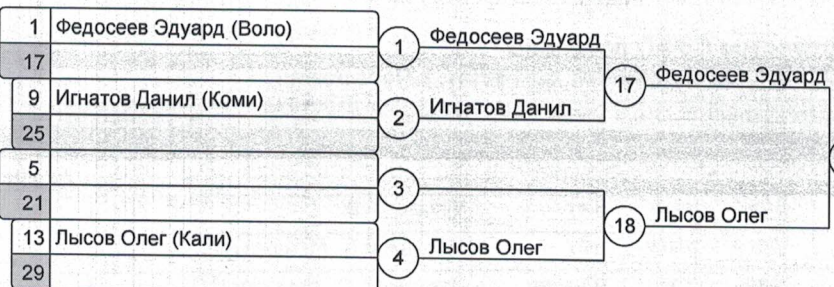 1 Федосеев Эдуард (Воло)
17
1 Федосеев Эдуард
9 Игнатов Данил (Коми)
25
2 Игнатов Данил
17 Федосеев Эдуард
5
21
3
13 Лысов Олег (Кали)
29
4 Лысов Олег
18 Лысов Олег